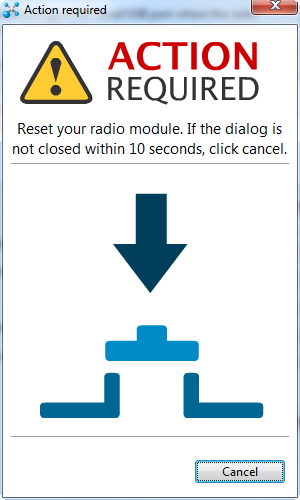 Action required
ACTION
REQUIRED
Reset your radio module. If the dialog is
not closed within 10 seconds, click cancel.
Cancel